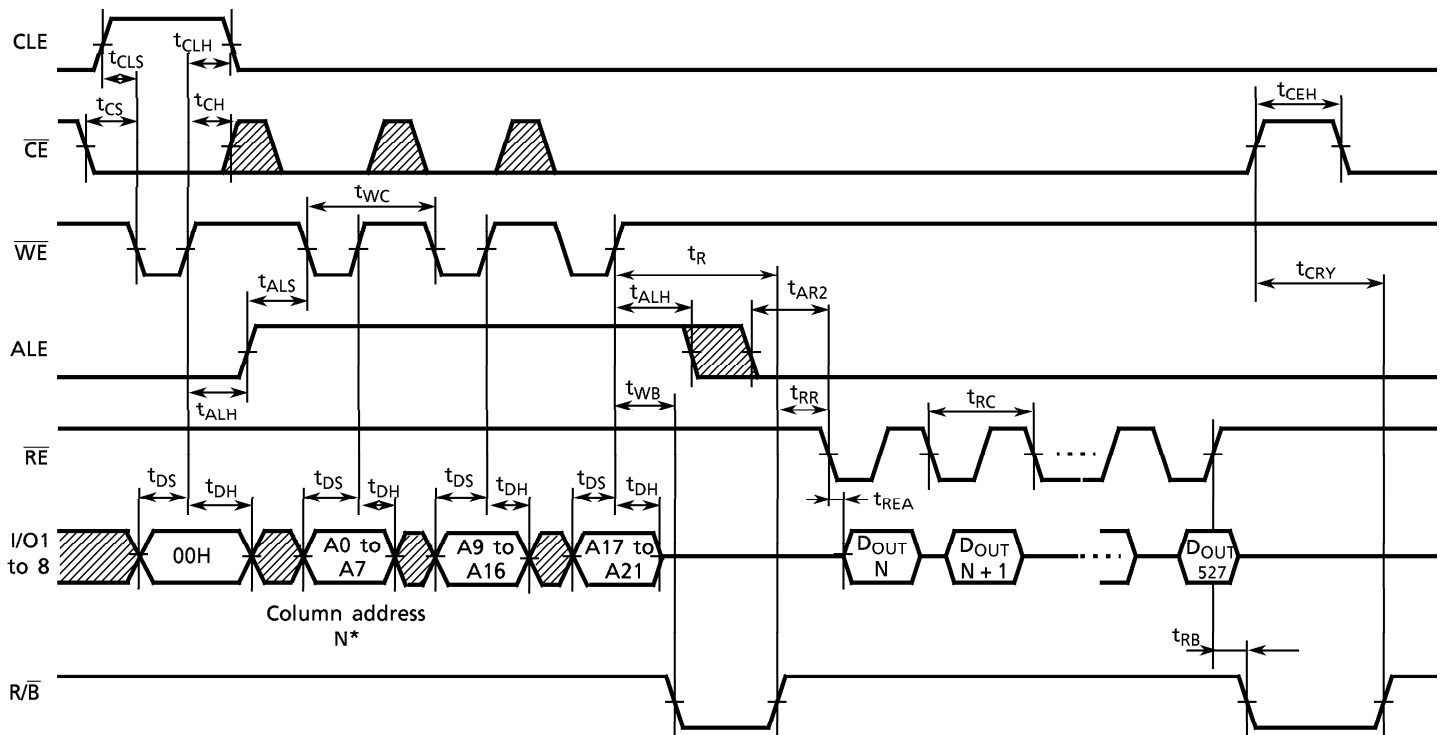 CLE
tCLS
tCLH
tCS
tCH
tCEH
CE
tWC
WE
tR
tCRY
tALS
tALH
tAR2
ALE
tALH
tWB
tRR
tRC
RE
tDS
tDH
tDS
tDH
tDS
tDH
tDS
tDH
tREA
I/O1
to 8
00H
A0 to
A7
A9 to
A16
A17 to
A21
DOUT
N
DOUT
N + 1
DOUT
527
Column address
N*
tRB
R/B